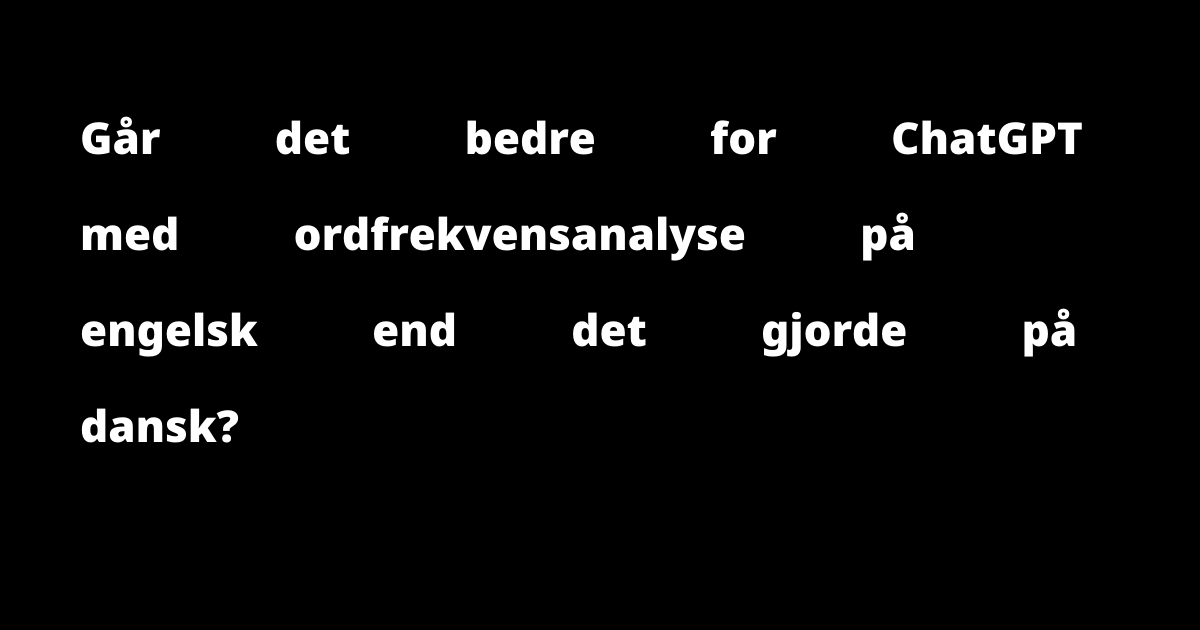 Går det bedre for ChatGPT
med ordfrekvensanalyse på
engelsk end det gjorde på
dansk?